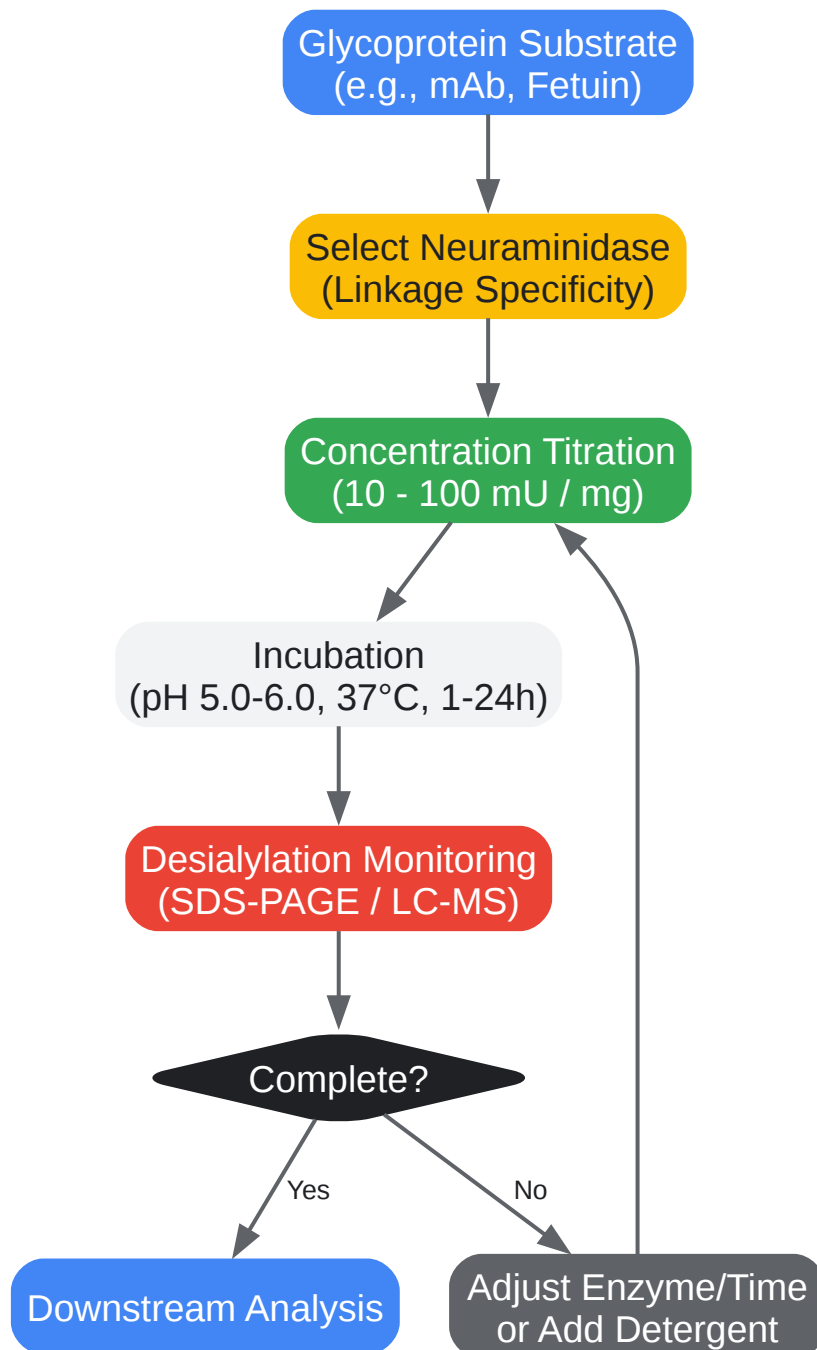 Glycoprotein Substrate
(e.g., mAb, Fetuin)
Select Neuraminidase
(Linkage Specificity)
Concentration Titration
(10 - 100 mU / mg)
Incubation
(pH 5.0-6.0, 37°C, 1-24h)
Desialylation Monitoring
(SDS-PAGE / LC-MS)
Complete?
Yes
No
Downstream Analysis
Adjust Enzyme/Time
or Add Detergent